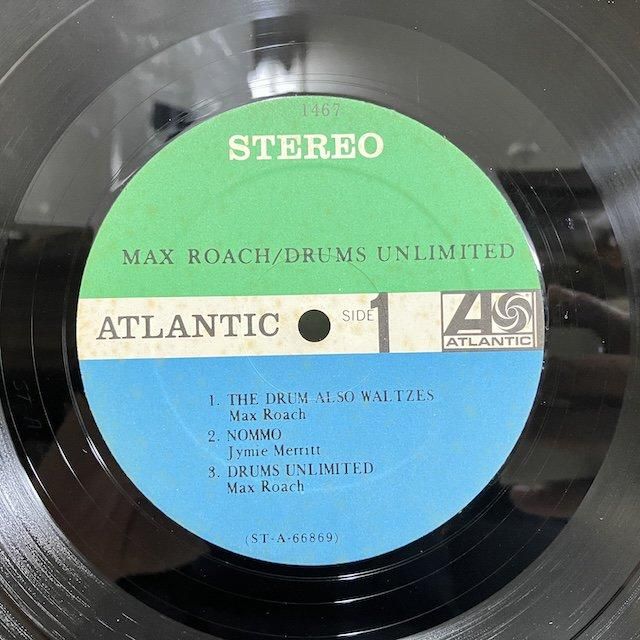 1467
STEREO
MAX ROACH/DRUMS UNLIMITED
ATLANTIC SIDE 1 ATLANTIC
1. THE DRUM ALSO WALTZES
Max Roach
2. NOMMO
Jymie Merritt
3. DRUMS UNLIMITED
Max Roach
(ST-A-66869)